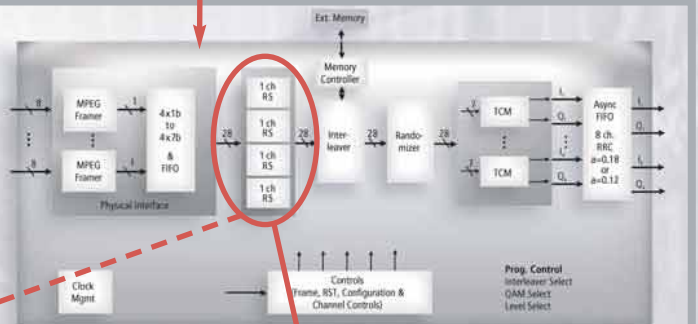 Ext. Memory
Memory
Controller
8
MPEG
Framer
1
4x1b
to
4x7b
&
FIFO
8
MPEG
Framer
1
Physical Interface
28
1 ch
RS
1 ch
RS
1 ch
RS
1 ch
RS
28
Inter-
leaver
28
Rando-
mizer
28
7
TCM
7
TCM
Async
FIFO
8 ch.
RRC
a=0.18
or
a=0.12
Clock
Mgmt
Controls
(Frame, RST, Configuration &
Channel Controls)
Prog. Control
Interleaver Select
QAM Select
Level Select